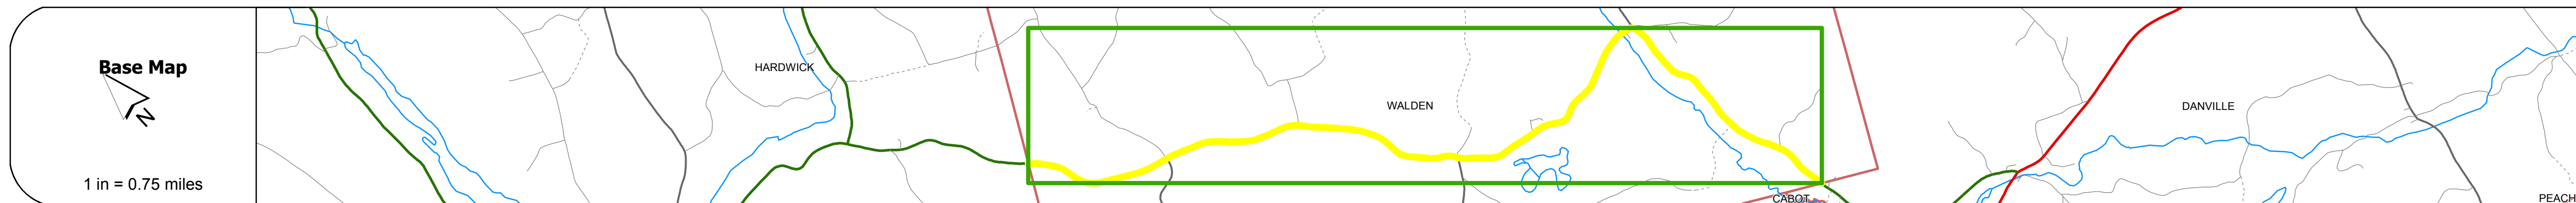 Base Map
N
1 in = 0.75 miles
HARDWICK
WALDEN
CABOT
DANVILLE
PEACH